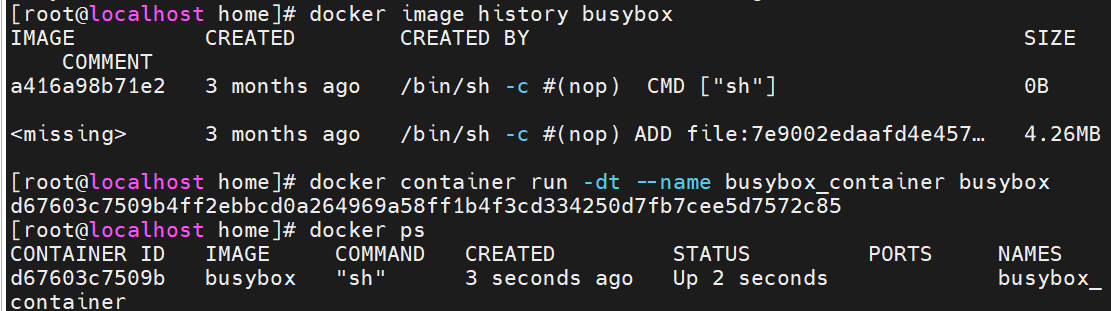 [root@localhost home]# docker image history busybox
IMAGE CREATED CREATED BY SIZE
COMMENT
a416a98b71e2 3 months ago /bin/sh -c #(nop) CMD ["sh"] 0B
<missing> 3 months ago /bin/sh -c #(nop) ADD file:7e9002edaafd4e457… 4.26MB
[root@localhost home]# docker container run -dt --name busybox_container busybox
d67603c7509b4ff2ebbcd0a264969a58ff1b4f3cd334250d7fb7cee5d7572c85
[root@localhost home]# docker ps
CONTAINER ID IMAGE COMMAND CREATED STATUS PORTS NAMES
d67603c7509b busybox "sh" 3 seconds ago Up 2 seconds busybox_
container